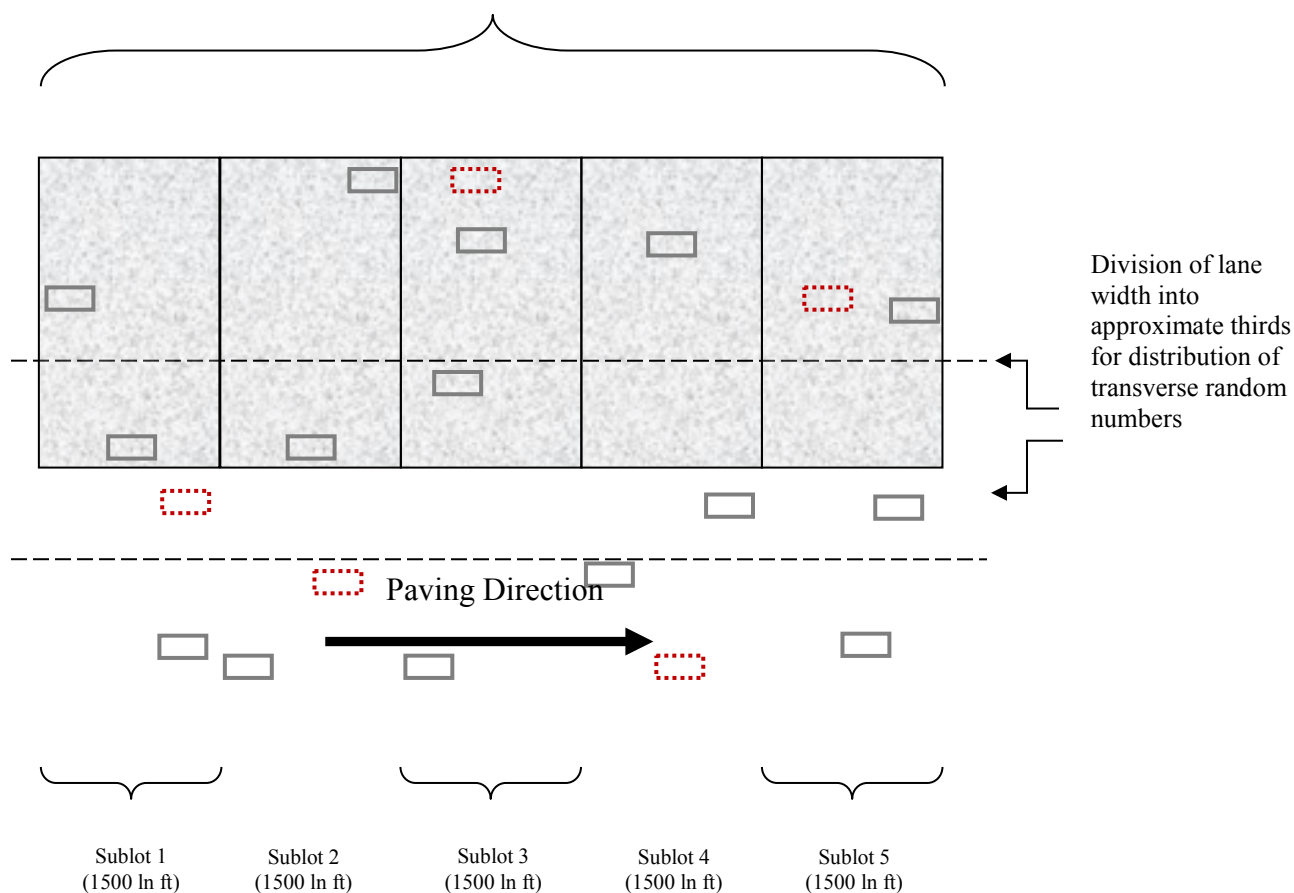 Division of lane
width into
approximate thirds
for distribution of
transverse random
numbers
Paving Direction
Sublot 1
(1500 ln ft)
Sublot 2
(1500 ln ft)
Sublot 3
(1500 ln ft)
Sublot 4
(1500 ln ft)
Sublot 5
(1500 ln ft)